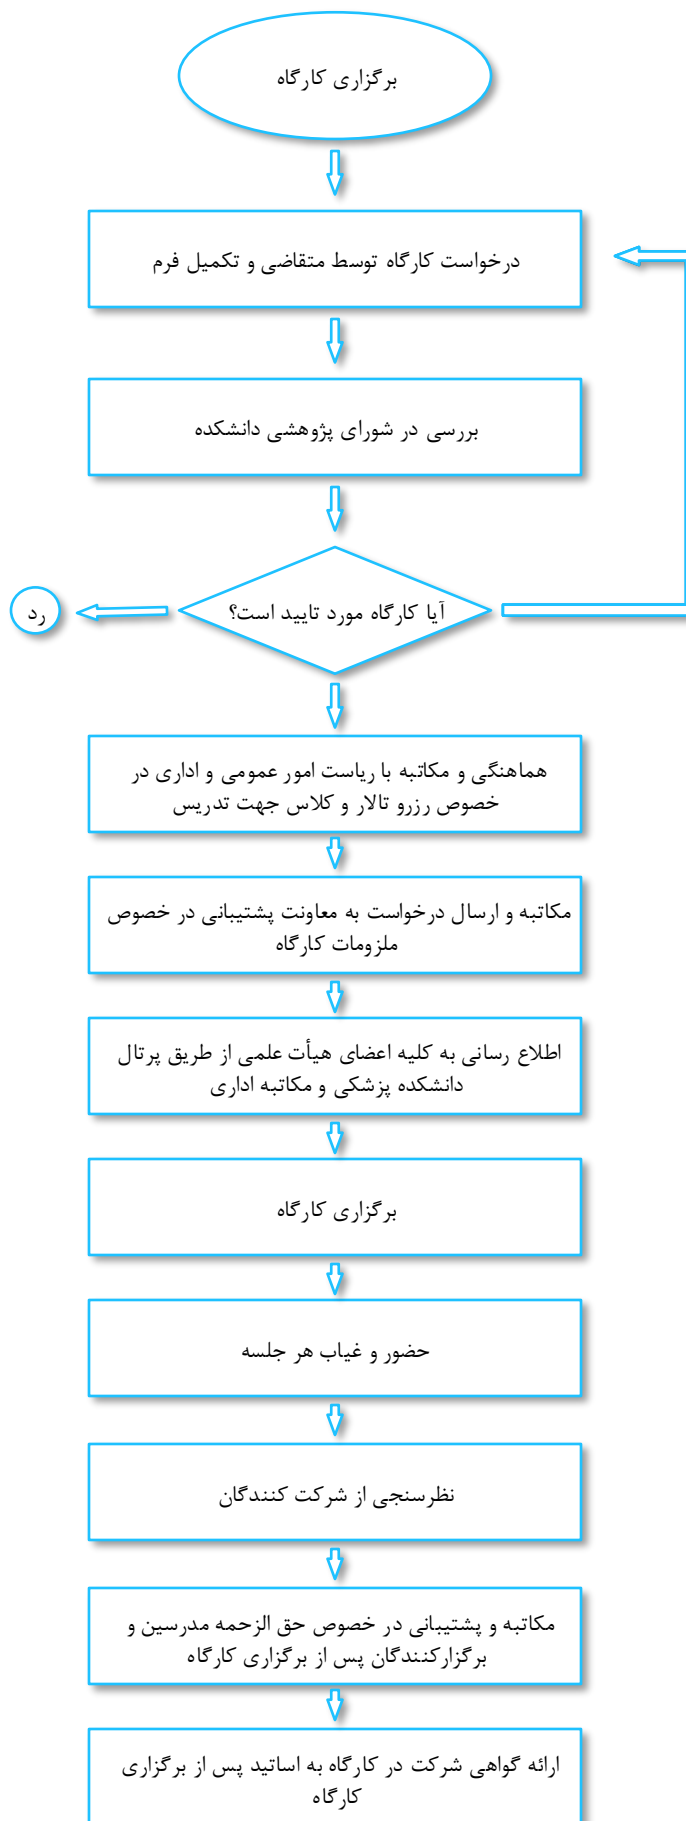 برگزاری کارگاه
درخواست کارگاه توسط متقاضی و تکمیل فرم
بررسی در شورای پژوهشی دانشکده
آیا کارگاه مورد تایید است؟
رد
هماهنگی و مکاتبه با ریاست امور عمومی و اداری در
خصوص رزرو تالار و کلاس جهت تدریس
مکاتبه و ارسال درخواست به معاونت پشتیبانی در خصوص
ملزومات کارگاه
اطلاع رسانی به کلیه اعضای هیأت علمی از طریق پرتال
دانشکده پزشکی و مکاتبه اداری
برگزاری کارگاه
حضور و غیاب هر جلسه
نظرسنجی از شرکت کنندگان
مکاتبه و پشتیبانی در خصوص حق الزحمه مدرسین و
برگزارکنندگان پس از برگزاری کارگاه
ارائه گواهی شرکت در کارگاه به اساتید پس از برگزاری
کارگاه